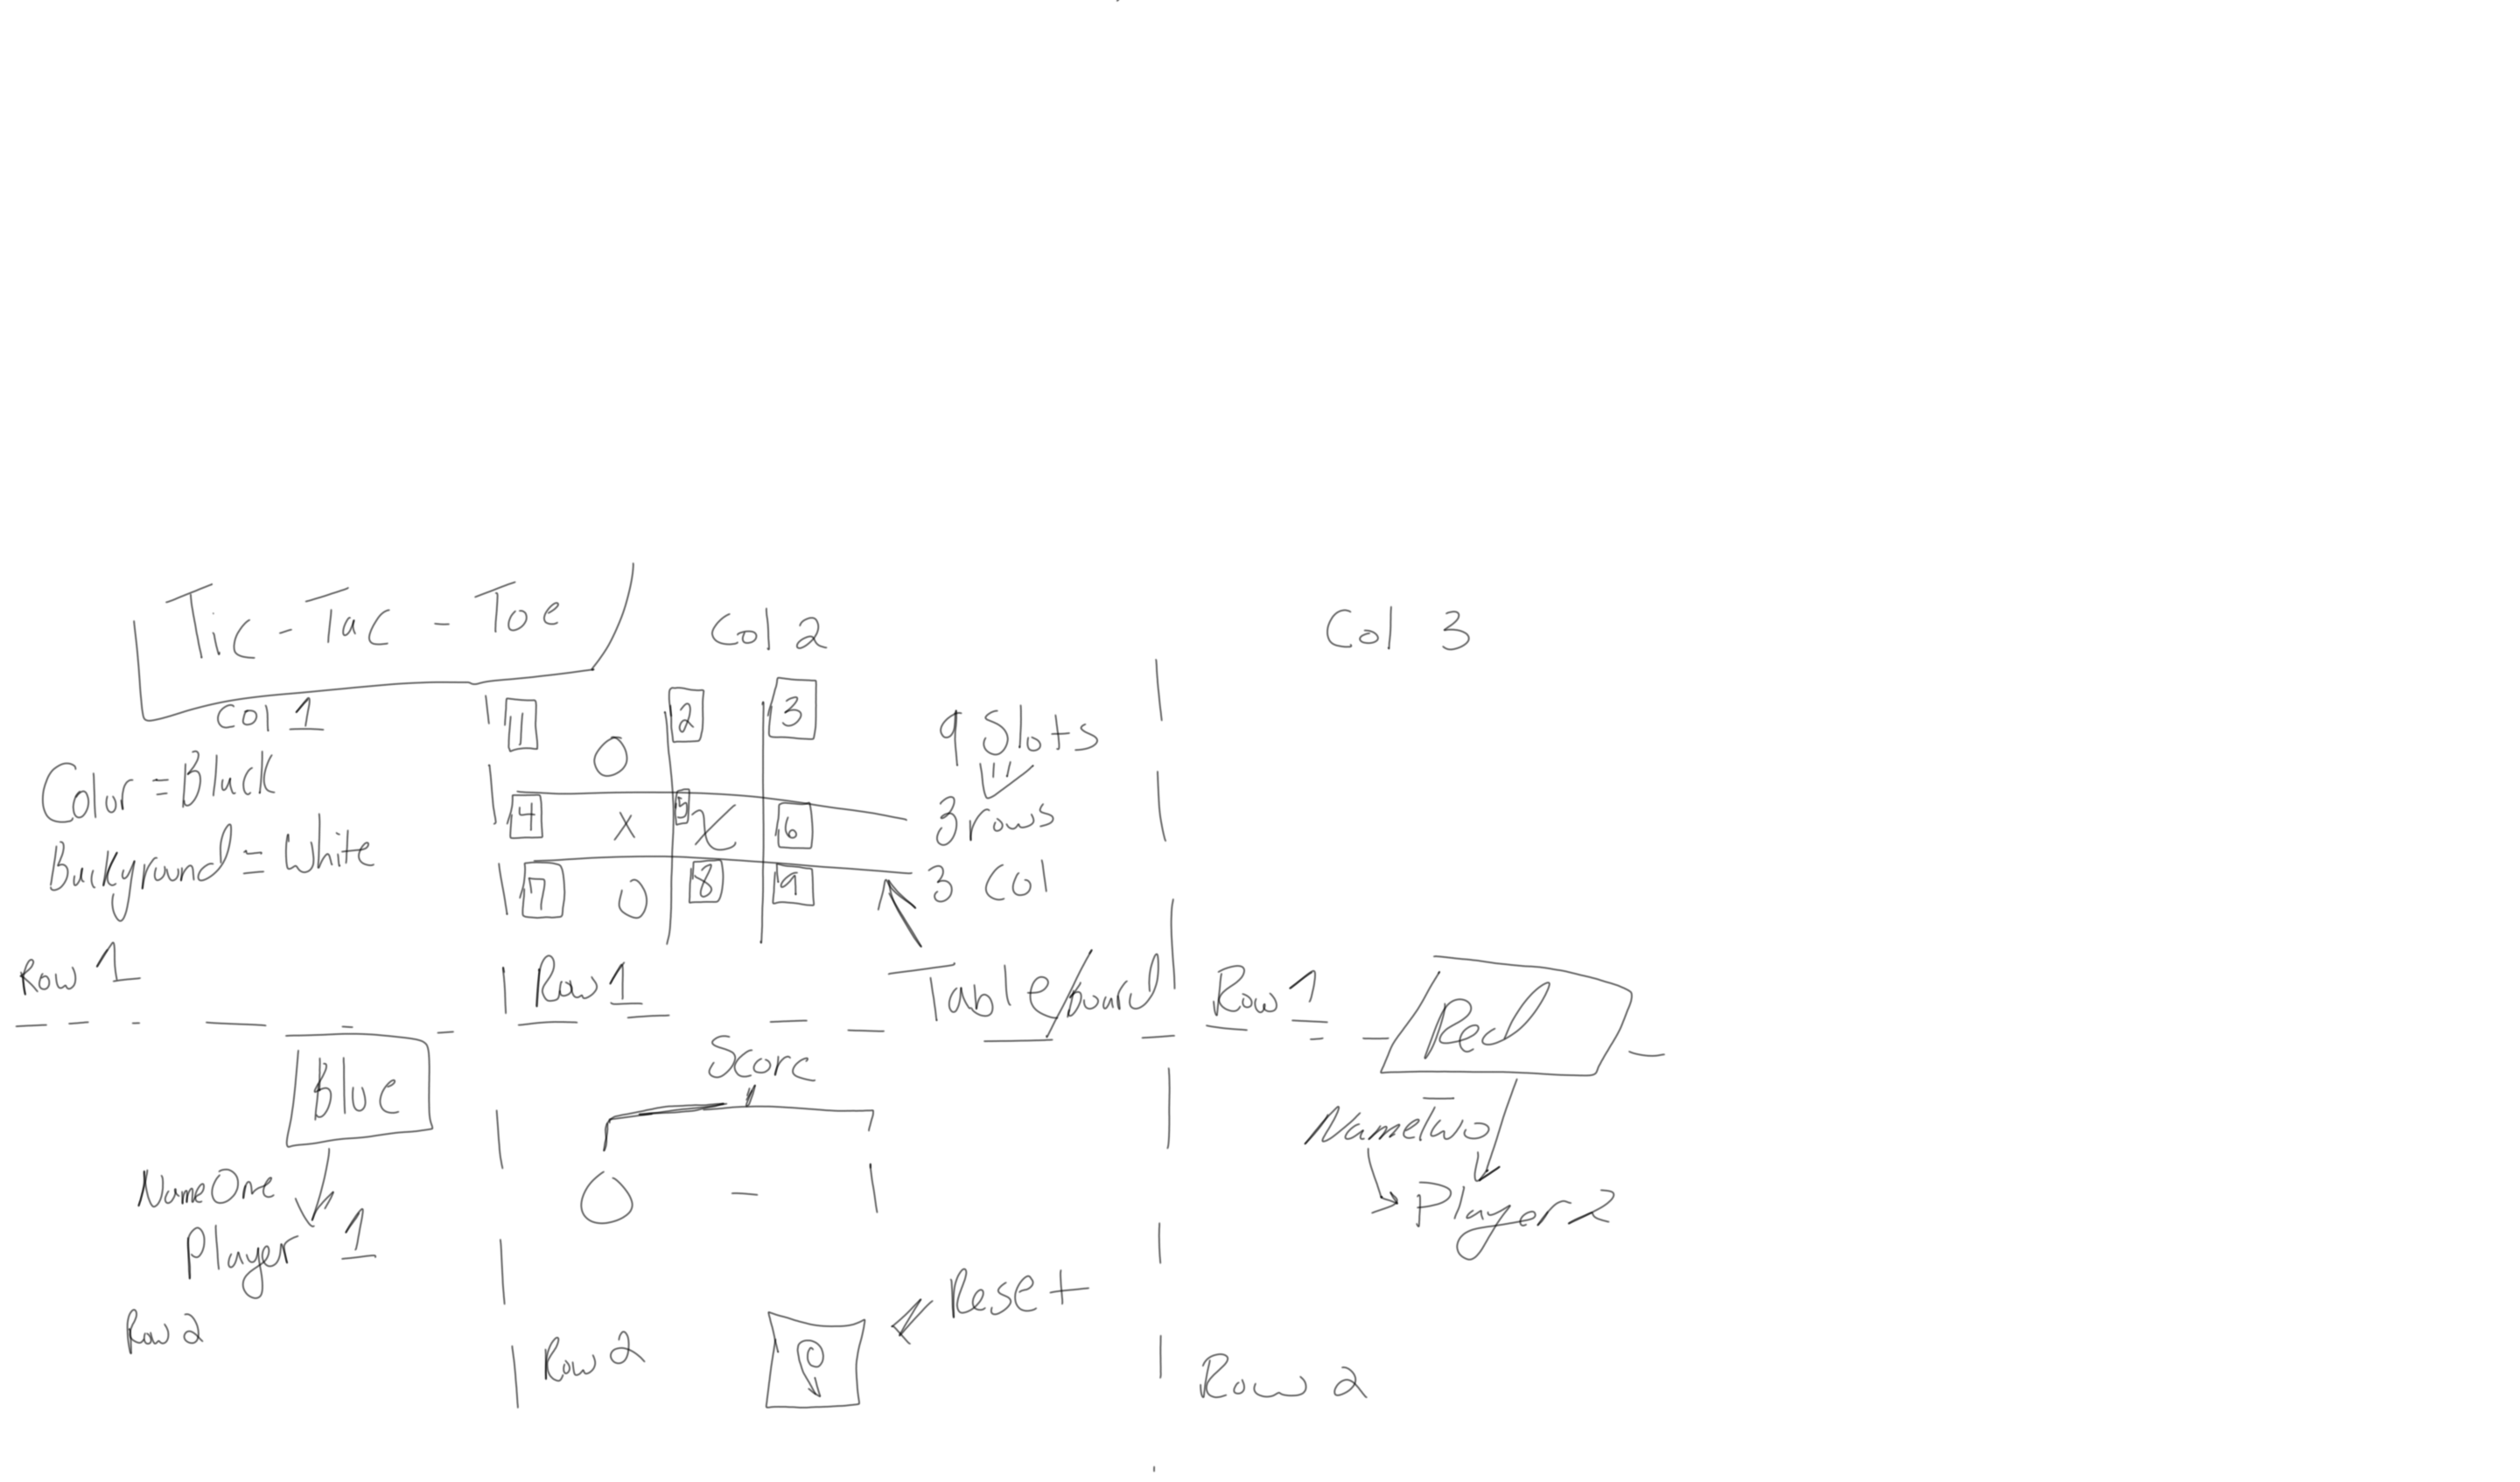 Tic - Tac - Toe
Col 2
Col 3
Col 1
1
2
3
9 Slots
O
Color = Black
3 rows
4
X
5
X
6
Background = White
3 Col
7
O
8
9
Row 1
Row 1
Table/board
Row 1
Red
Blue
Score
NameTwo
NameOne
0 - 1
Player 2
Player 1
Reset
Row 2
Row 2
R
Row 2